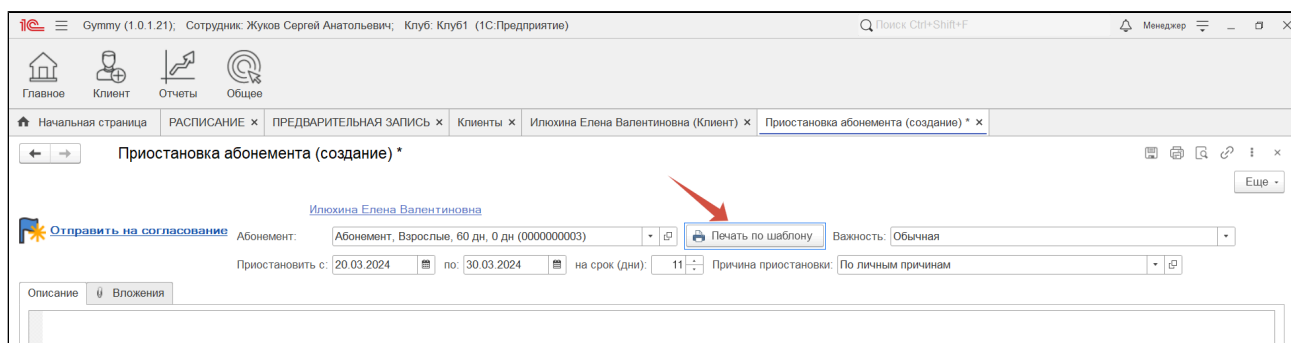 1С Gymmy (1.0.1.21); Сотрудник: Жуков Сергей Анатольевич; Клуб: Клуб1 (1С:Предприятие) Поиск Ctrl+Shift+F Менеджер
Главное Клиент Отчеты Общее
Начальная страница РАСПИСАНИЕ × ПРЕДВАРИТЕЛЬНАЯ ЗАПИСЬ × Клиенты × Илюхина Елена Валентиновна (Клиент) × Приостановка абонемента (создание) * ×
Приостановка абонемента (создание) *
Еще
Илюхина Елена Валентиновна
Отправить на согласование Абонемент: Абонемент, Взрослые, 60 дн, 0 дн (0000000003) Печать по шаблону Важность: Обычная
Приостановить с: 20.03.2024 по: 30.03.2024 на срок (дни): 11 Причина приостановки: По личным причинам
Описание Вложения